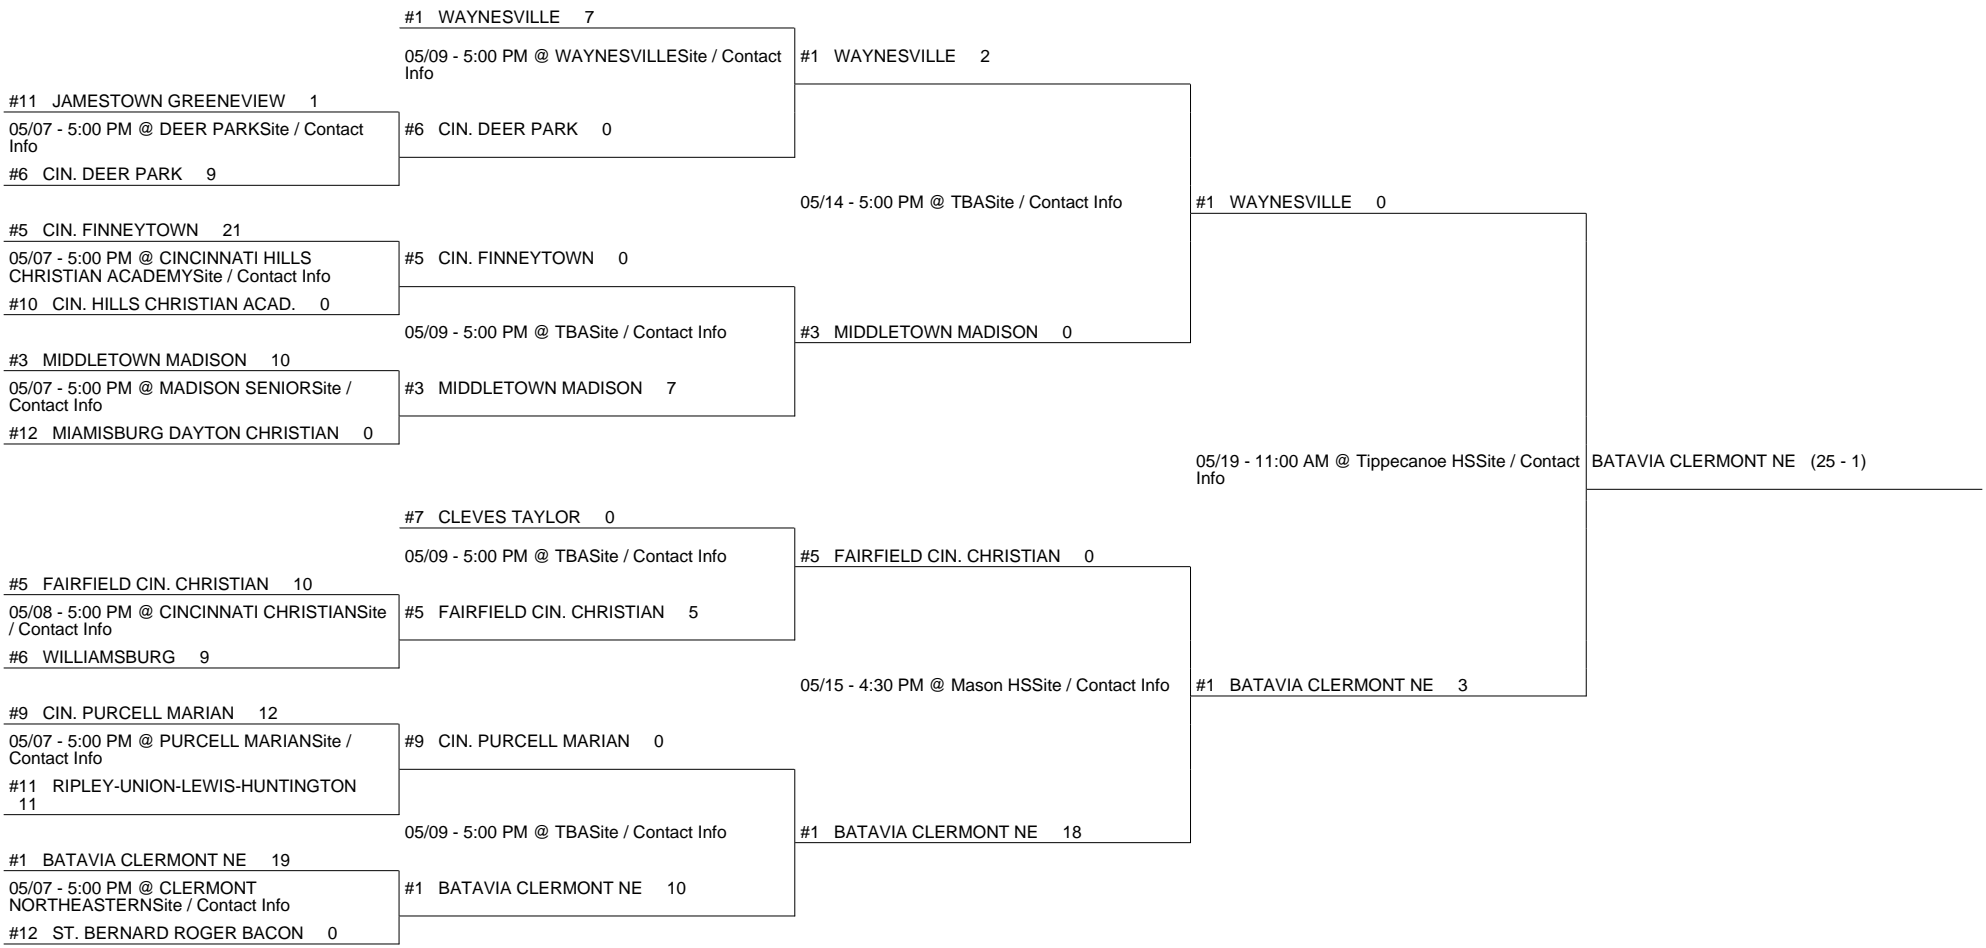 #1 WAYNESVILLE 7
05/09 - 5:00 PM @ WAYNESVILLESite / Contact
Info
#11 JAMESTOWN GREENEVIEW 1
05/07 - 5:00 PM @ DEER PARKSite / Contact
Info
#6 CIN. DEER PARK 9
#6 CIN. DEER PARK 0
#5 CIN. FINNEYTOWN 21
05/07 - 5:00 PM @ CINCINNATI HILLS
CHRISTIAN ACADEMYSite / Contact Info
#10 CIN. HILLS CHRISTIAN ACAD. 0
#5 CIN. FINNEYTOWN 0
05/09 - 5:00 PM @ TBASite / Contact Info
#3 MIDDLETOWN MADISON 10
05/07 - 5:00 PM @ MADISON SENIORSite /
Contact Info
#12 MIAMISBURG DAYTON CHRISTIAN 0
#3 MIDDLETOWN MADISON 7
#7 CLEVES TAYLOR 0
05/09 - 5:00 PM @ TBASite / Contact Info
#5 FAIRFIELD CIN. CHRISTIAN 10
05/08 - 5:00 PM @ CINCINNATI CHRISTIANSite
/ Contact Info
#6 WILLIAMSBURG 9
#5 FAIRFIELD CIN. CHRISTIAN 5
#9 CIN. PURCELL MARIAN 12
05/07 - 5:00 PM @ PURCELL MARIANSite /
Contact Info
#11 RIPLEY-UNION-LEWIS-HUNTINGTON
11
#9 CIN. PURCELL MARIAN 0
05/09 - 5:00 PM @ TBASite / Contact Info
#1 BATAVIA CLERMONT NE 19
05/07 - 5:00 PM @ CLERMONT
NORTHEASTERNSite / Contact Info
#12 ST. BERNARD ROGER BACON 0
#1 BATAVIA CLERMONT NE 10
#1 WAYNESVILLE 2
05/14 - 5:00 PM @ TBASite / Contact Info
#3 MIDDLETOWN MADISON 0
#5 FAIRFIELD CIN. CHRISTIAN 0
05/15 - 4:30 PM @ Mason HSSite / Contact Info
#1 BATAVIA CLERMONT NE 18
#1 WAYNESVILLE 0
05/19 - 11:00 AM @ Tippecanoe HSSite / Contact
Info
#1 BATAVIA CLERMONT NE 3
BATAVIA CLERMONT NE (25 - 1)